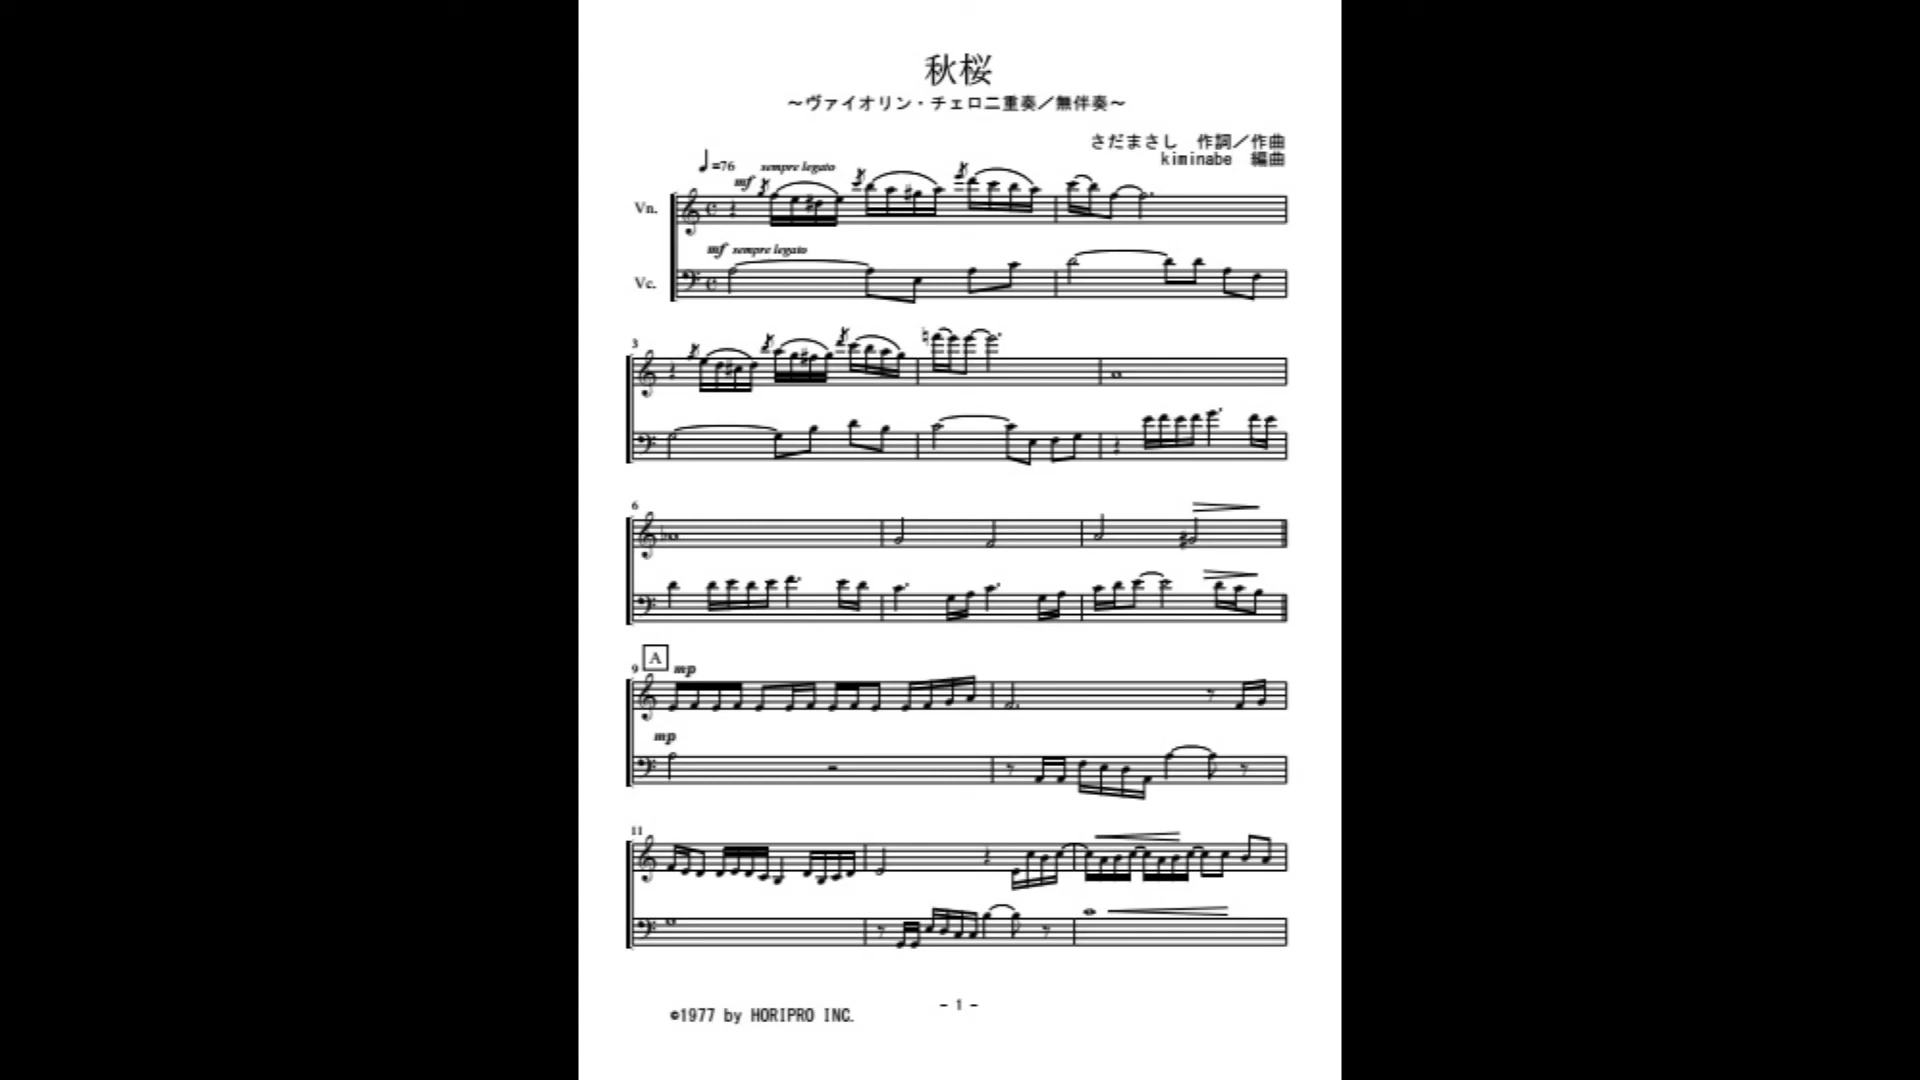 秋桜
～ヴァイオリン・チェロ二重奏／無伴奏～
さだまさし　作詞／作曲
kiminabe　編曲
♩=76
sempre legato
mf
Vn.
mf sempre legato
Vc.
3
6
A
9
mp
mp
11
- 1 -
©1977 by HORIPRO INC.